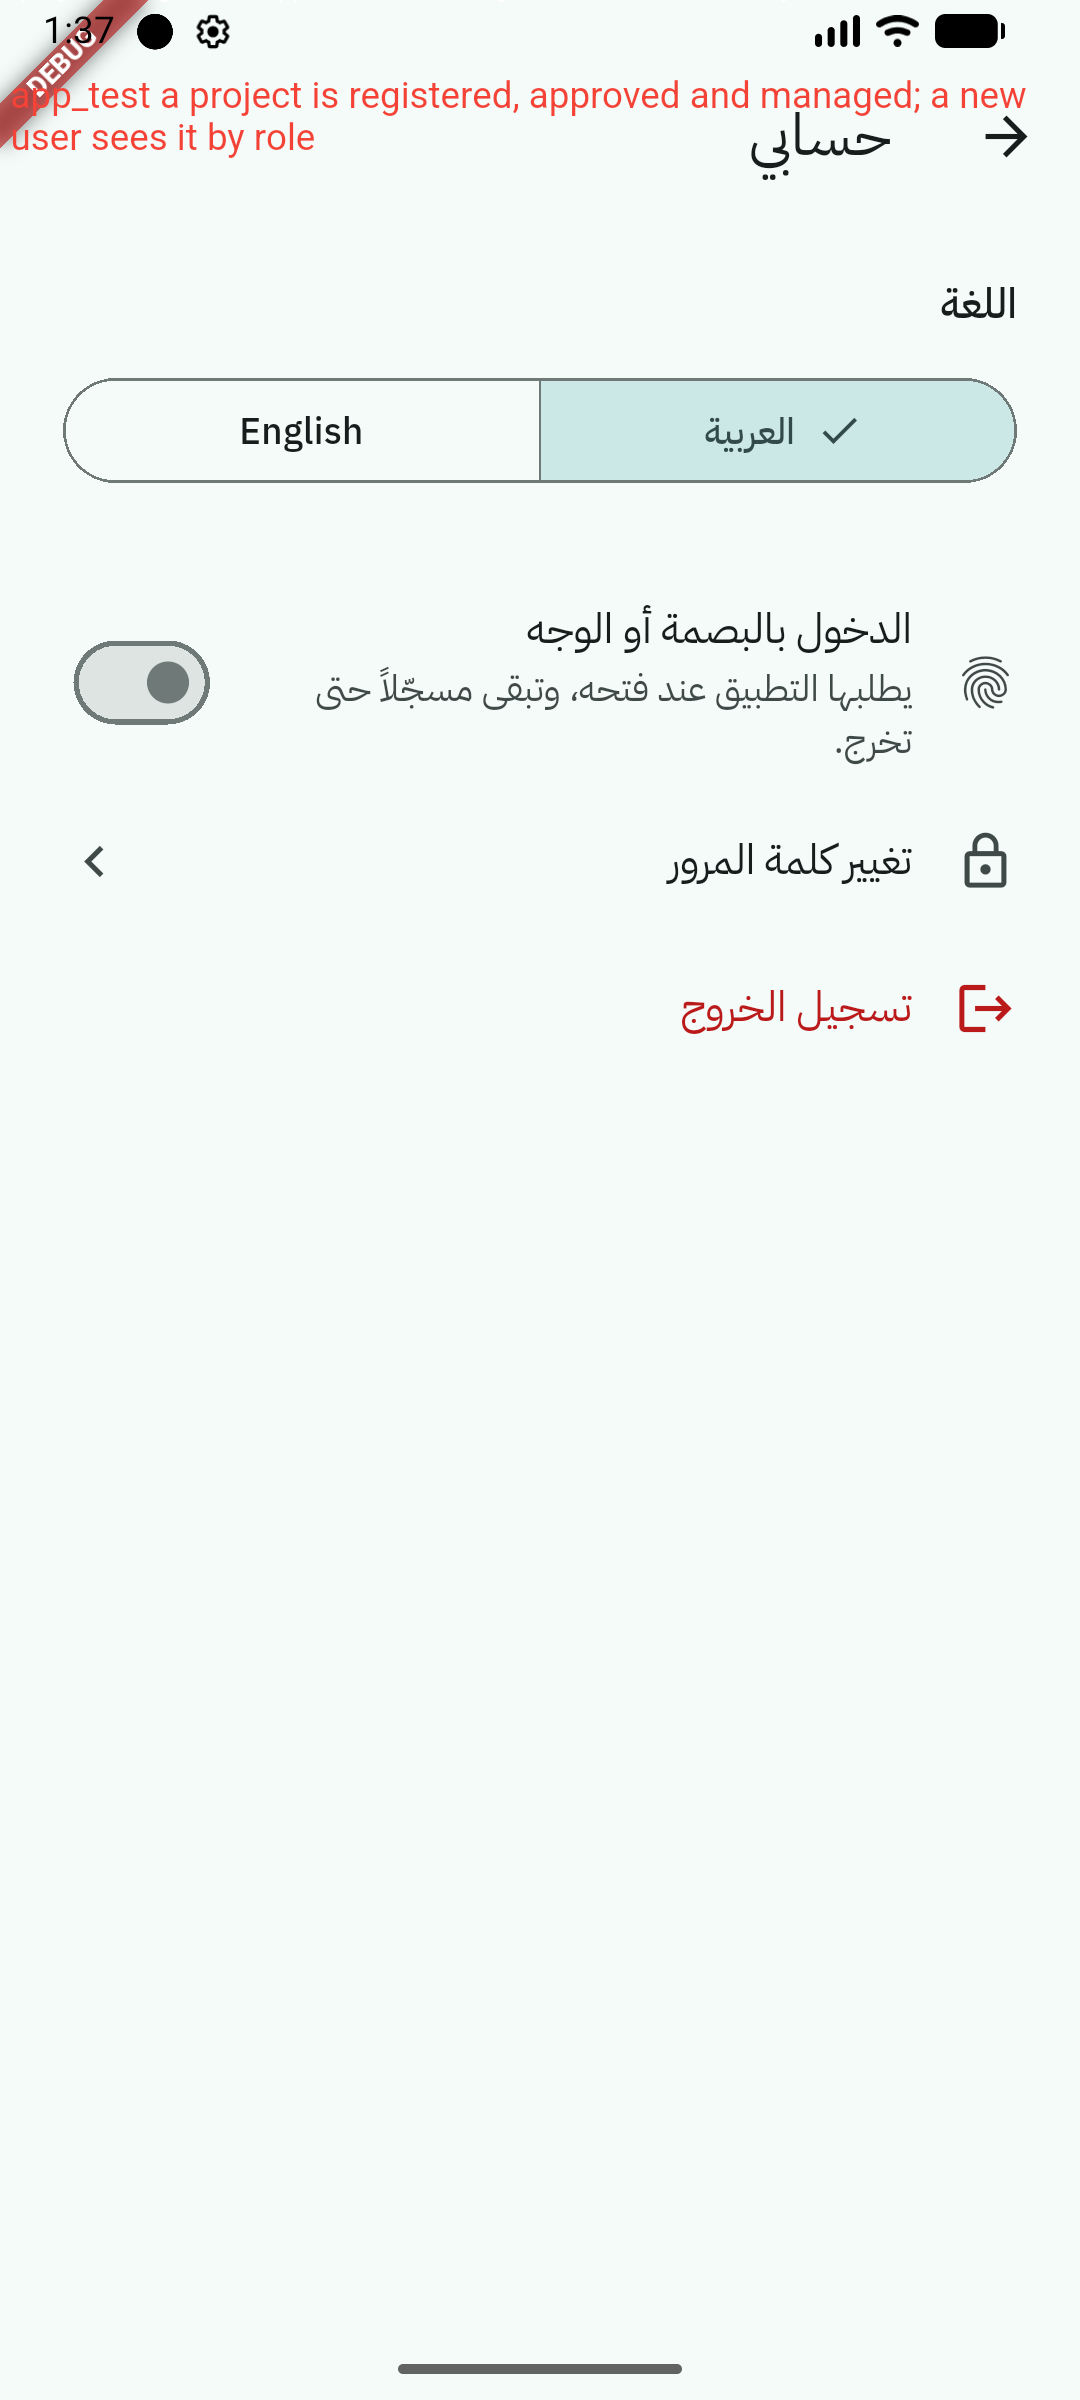 1:37
DEBUG
app_test a project is registered, approved and managed; a new
user sees it by role
حسابي
اللغة
العربية
English
الدخول بالبصمة أو الوجه
يطلبها التطبيق عند فتحه، وتبقى مسجّلاً حتى
تخرج.
تغيير كلمة المرور
تسجيل الخروج